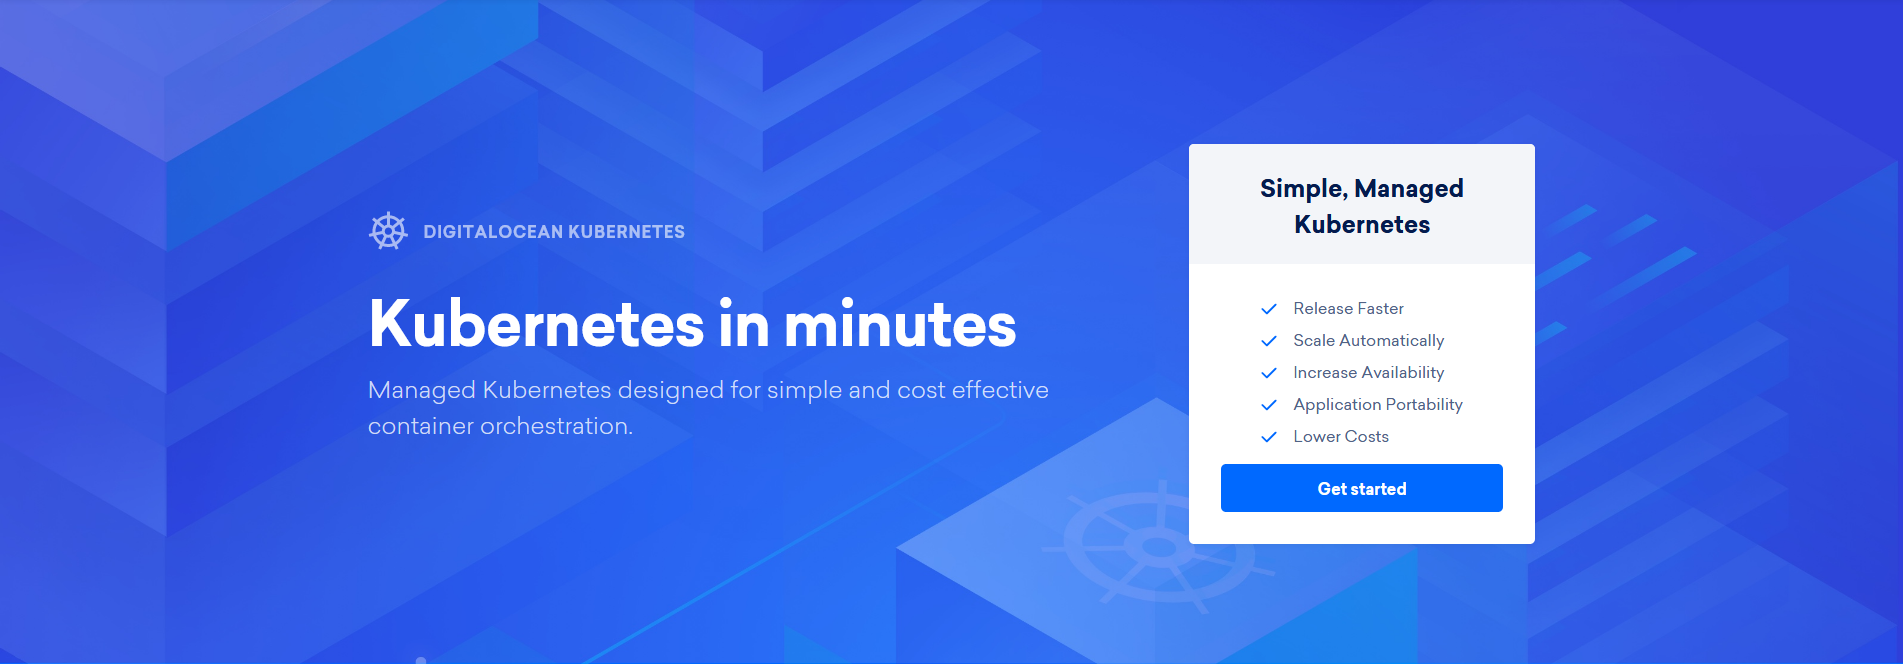 DIGITALOCEAN KUBERNETES
Kubernetes in minutes
Managed Kubernetes designed for simple and cost effective
container orchestration.
Simple, Managed
Kubernetes
Release Faster
Scale Automatically
Increase Availability
Application Portability
Lower Costs
Get started